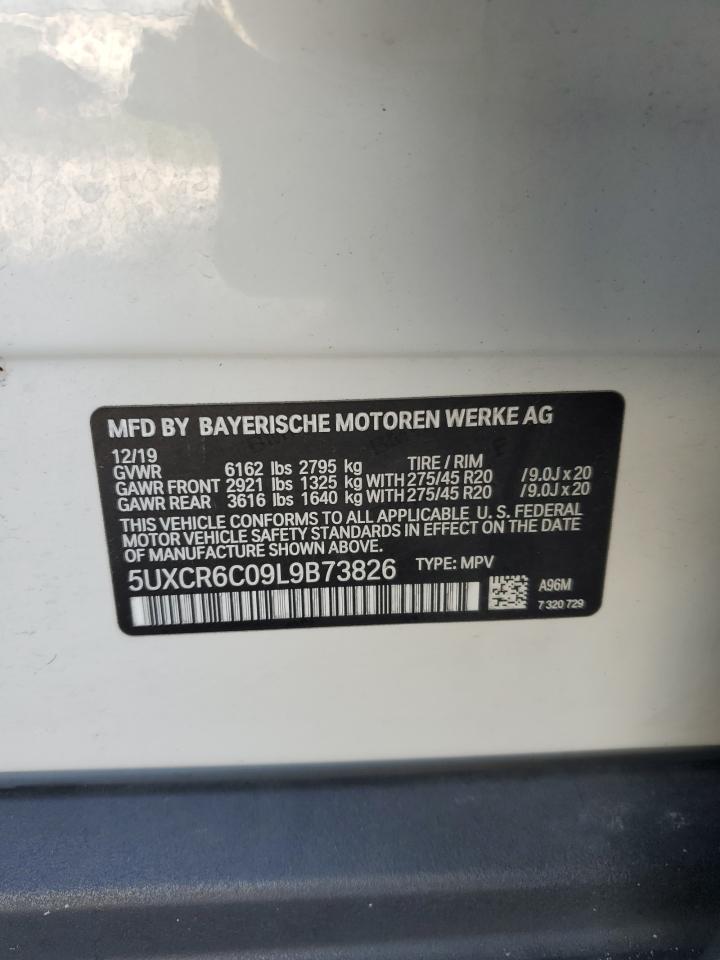 MFD BY BAYERISCHE MOTOREN WERKE AG
12/19 TIRE / RIM
GVWR 6162 lbs 2795 kg
GAWR FRONT 2921 lbs 1325 kg WITH 275/45 R20 /9.0J x 20
GAWR REAR 3616 lbs 1640 kg WITH 275/45 R20 /9.0J x 20
THIS VEHICLE CONFORMS TO ALL APPLICABLE U. S. FEDERAL
MOTOR VEHICLE SAFETY STANDARDS IN EFFECT ON THE DATE
OF MANUFACTURE SHOWN ABOVE.
5UXCR6C09L9B73826 TYPE: MPV
A96M
7 320 729